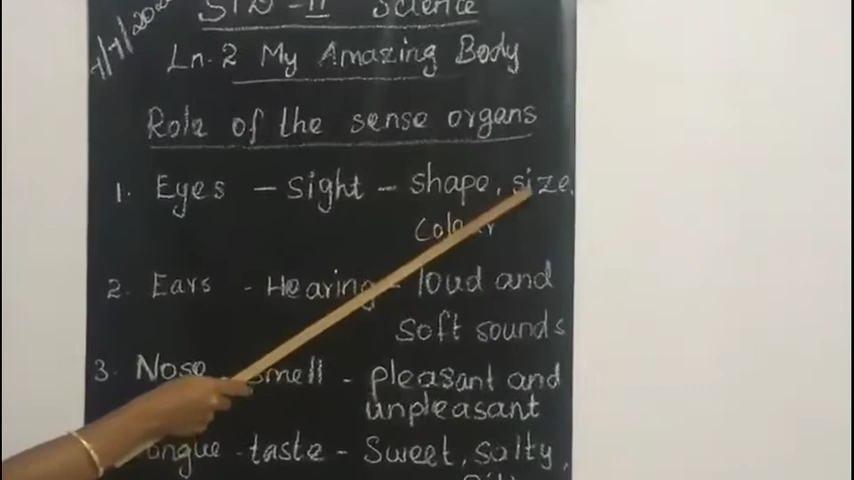 STD - II Science
Ln. 2 My Amazing Body
Role of the sense organs
1. Eyes - Sight - shape, size,
colour
2. Ears - Hearing - loud and
soft sounds
3. Nose - Smell - pleasant and
unpleasant
Tongue - taste - Sweet, salty,